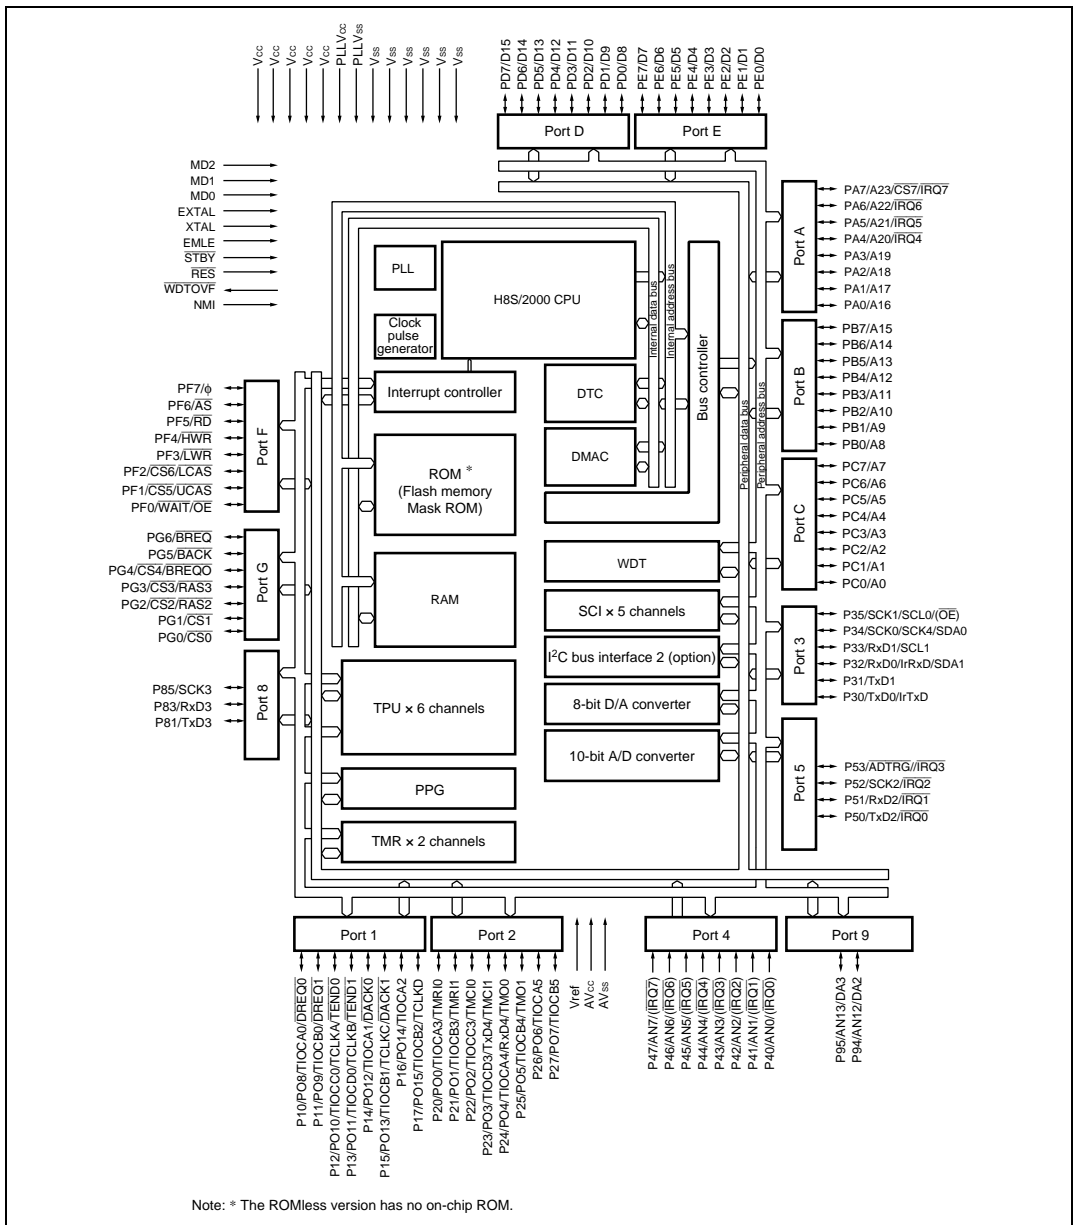 Vcc
Vcc
Vcc
Vcc
Vcc
PLLVcc
PLLVss
Vss
Vss
Vss
Vss
Vss
Vss
PD7/D15
PD6/D14
PD5/D13
PD4/D12
PD3/D11
PD2/D10
PD1/D9
PD0/D8
PE7/D7
PE6/D6
PE5/D5
PE4/D4
PE3/D3
PE2/D2
PE1/D1
PE0/D0
Port D
Port E
MD2
MD1
MD0
EXTAL
XTAL
EMLE
STBY
RES
WDTOVF
NMI
PLL
H8S/2000 CPU
Clock
pulse
generator
Interrupt controller
Internal data bus
Internal address bus
DTC
DMAC
Bus controller
Peripheral data bus
Peripheral address bus
ROM *
(Flash memory
Mask ROM)
RAM
WDT
SCI × 5 channels
I²C bus interface 2 (option)
8-bit D/A converter
10-bit A/D converter
TPU × 6 channels
PPG
TMR × 2 channels
Port A
PA7/A23/CS7/IRQ7
PA6/A22/IRQ6
PA5/A21/IRQ5
PA4/A20/IRQ4
PA3/A19
PA2/A18
PA1/A17
PA0/A16
Port B
PB7/A15
PB6/A14
PB5/A13
PB4/A12
PB3/A11
PB2/A10
PB1/A9
PB0/A8
Port C
PC7/A7
PC6/A6
PC5/A5
PC4/A4
PC3/A3
PC2/A2
PC1/A1
PC0/A0
Port 3
P35/SCK1/SCL0/(OE)
P34/SCK0/SCK4/SDA0
P33/RxD1/SCL1
P32/RxD0/IrRxD/SDA1
P31/TxD1
P30/TxD0/IrTxD
Port 5
P53/ADTRG//IRQ3
P52/SCK2/IRQ2
P51/RxD2/IRQ1
P50/TxD2/IRQ0
PF7/ϕ
PF6/AS
PF5/RD
PF4/HWR
PF3/LWR
PF2/CS6/LCAS
PF1/CS5/UCAS
PF0/WAIT/OE
Port F
PG6/BREQ
PG5/BACK
PG4/CS4/BREQO
PG3/CS3/RAS3
PG2/CS2/RAS2
PG1/CS1
PG0/CS0
Port G
P85/SCK3
P83/RxD3
P81/TxD3
Port 8
Port 1
Port 2
Port 4
Port 9
P10/PO8/TIOCA0/DREQ0
P11/PO9/TIOCB0/DREQ1
P12/PO10/TIOCC0/TCLKA/TEND0
P13/PO11/TIOCD0/TCLKB/TEND1
P14/PO12/TIOCA1/DACK0
P15/PO13/TIOCB1/TCLKC/DACK1
P16/PO14/TIOCA2
P17/PO15/TIOCB2/TCLKD
P20/PO0/TIOCA3/TMRI0
P21/PO1/TIOCB3/TMRI1
P22/PO2/TIOCC3/TMCI0
P23/PO3/TIOCD3/TxD4/TMCI1
P24/PO4/TIOCA4/RxD4/TMO0
P25/PO5/TIOCB4/TMO1
P26/PO6/TIOCA5
P27/PO7/TIOCB5
Vref
AVcc
AVss
P47/AN7/(IRQ7)
P46/AN6/(IRQ6)
P45/AN5/(IRQ5)
P44/AN4/(IRQ4)
P43/AN3/(IRQ3)
P42/AN2/(IRQ2)
P41/AN1/(IRQ1)
P40/AN0/(IRQ0)
P95/AN13/DA3
P94/AN12/DA2
Note: * The ROMless version has no on-chip ROM.